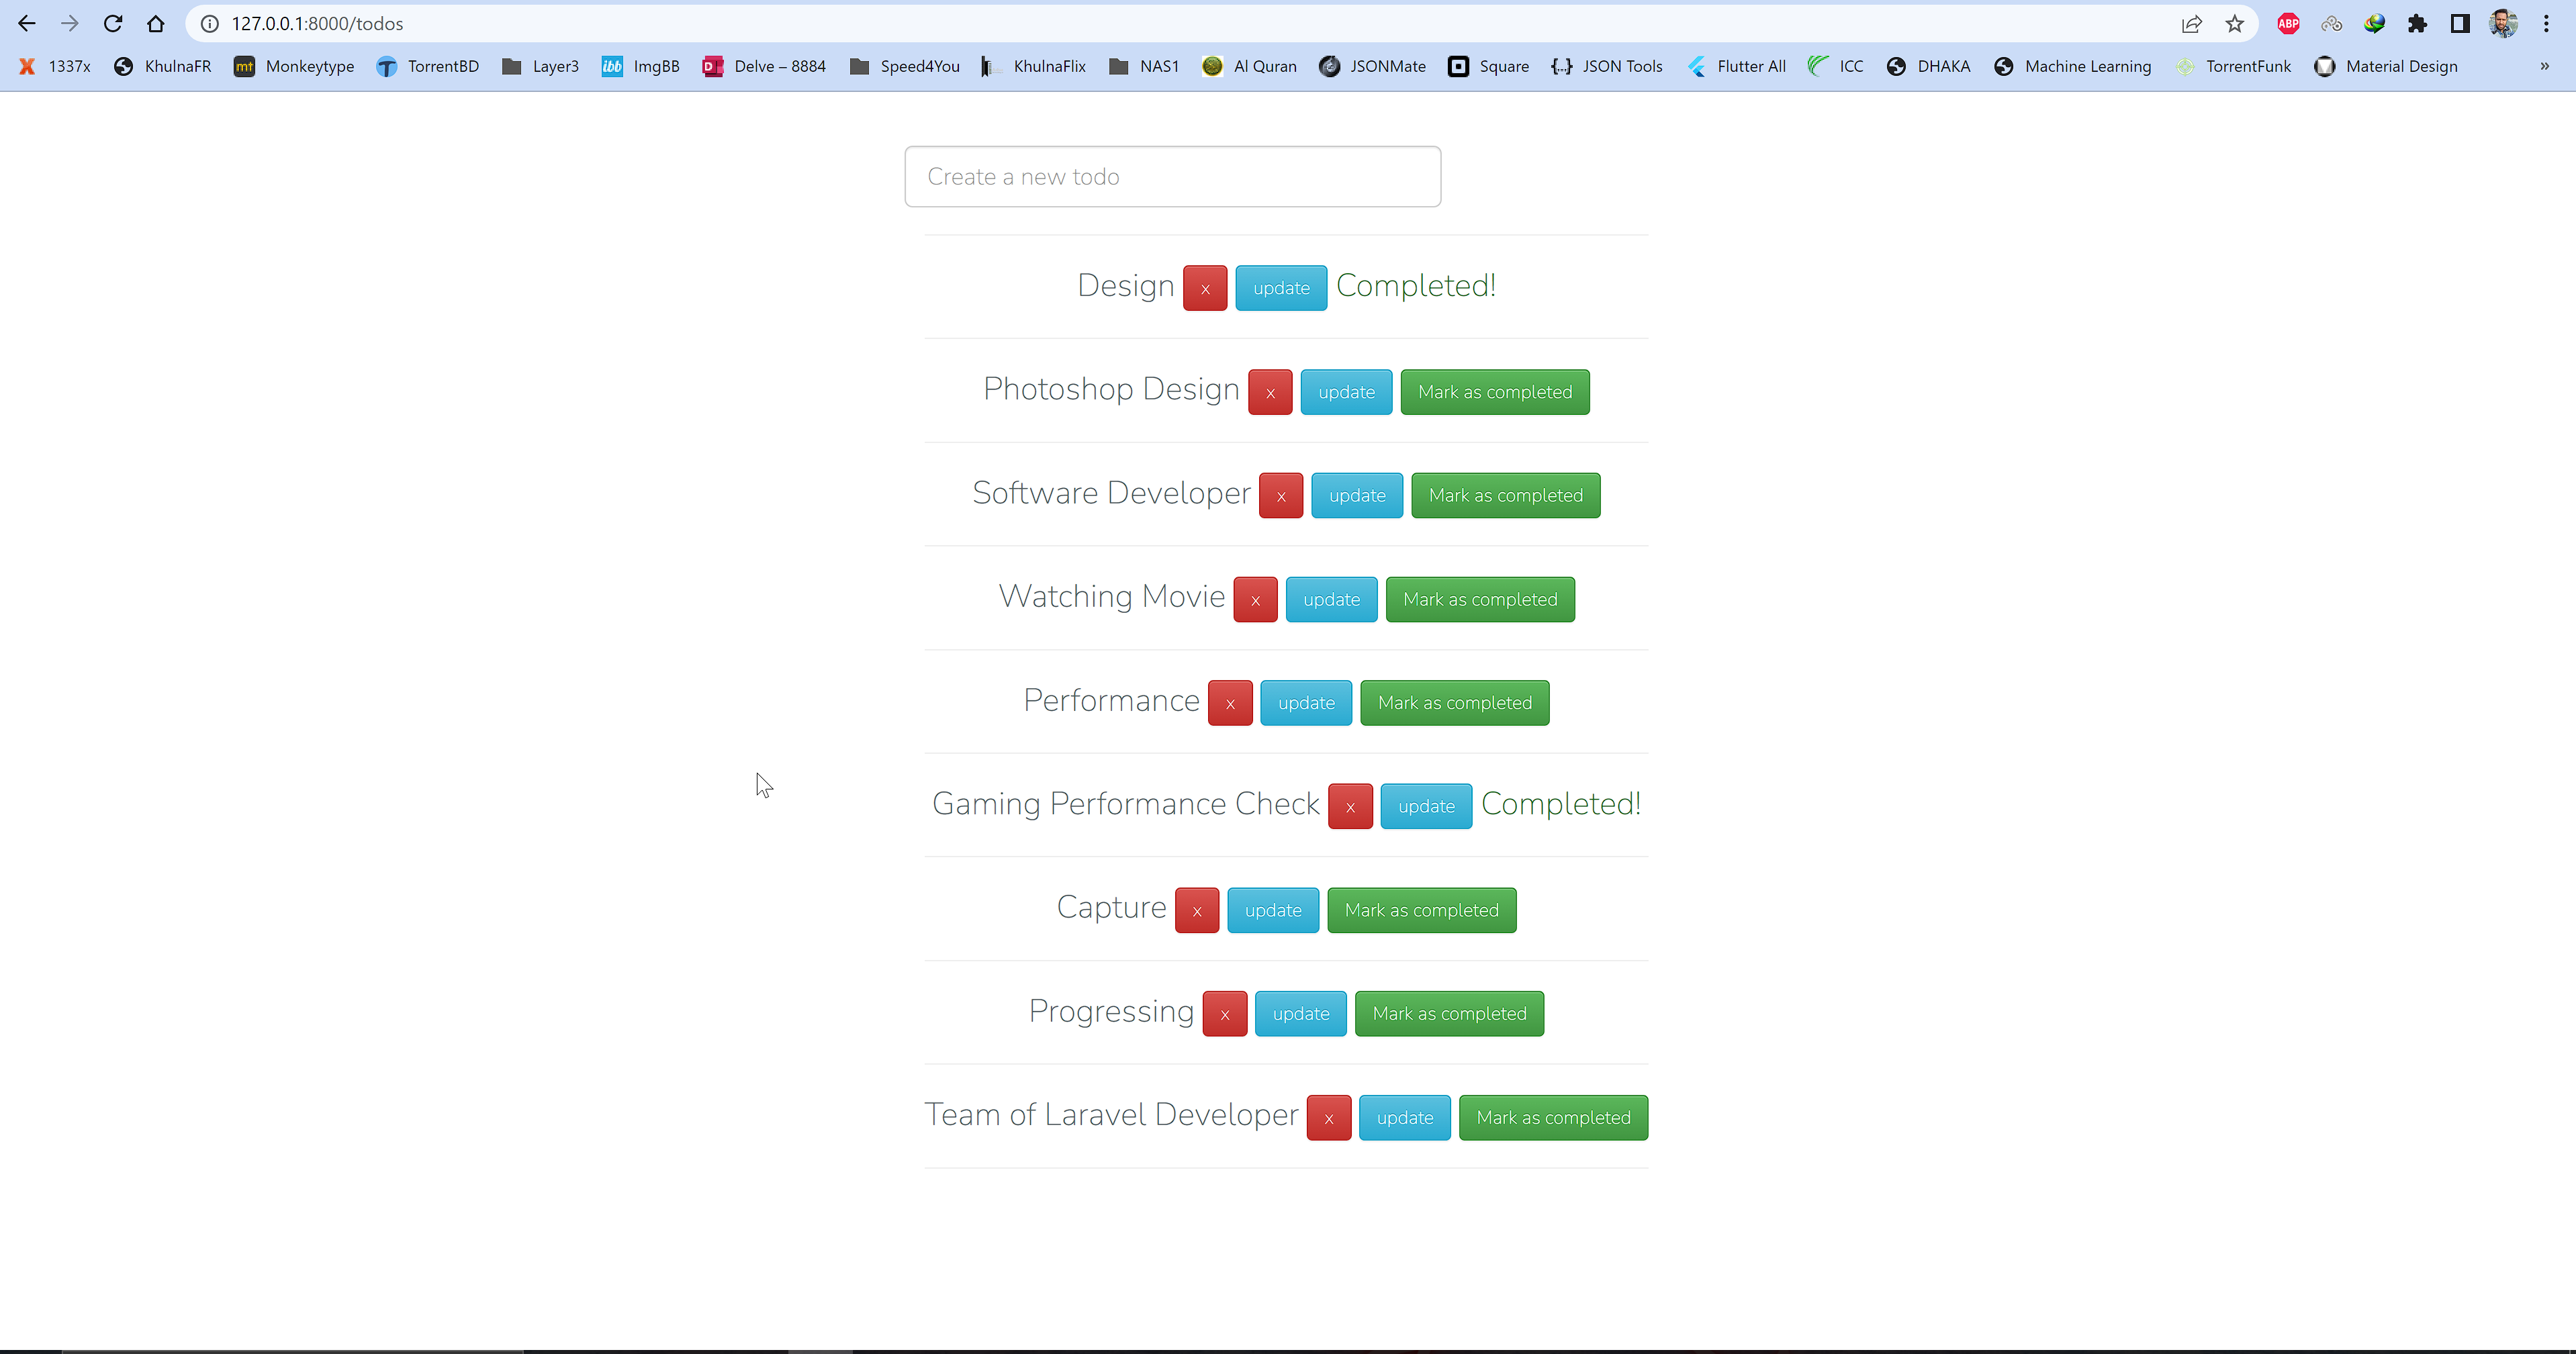 127.0.0.1:8000/todos
ABP
1337x mt KhulnaFR Monkeytype TorrentBD Layer3 ibb ImgBB Delve – 8884 Speed4You KhulnaFlix NAS1 Al Quran JSONMate Square {...} JSON Tools Flutter All ICC DHAKA Machine Learning TorrentFunk Material Design »
Create a new todo
Design x update Completed!
Photoshop Design x update Mark as completed
Software Developer x update Mark as completed
Watching Movie x update Mark as completed
Performance x update Mark as completed
Gaming Performance Check x update Completed!
Capture x update Mark as completed
Progressing x update Mark as completed
Team of Laravel Developer x update Mark as completed